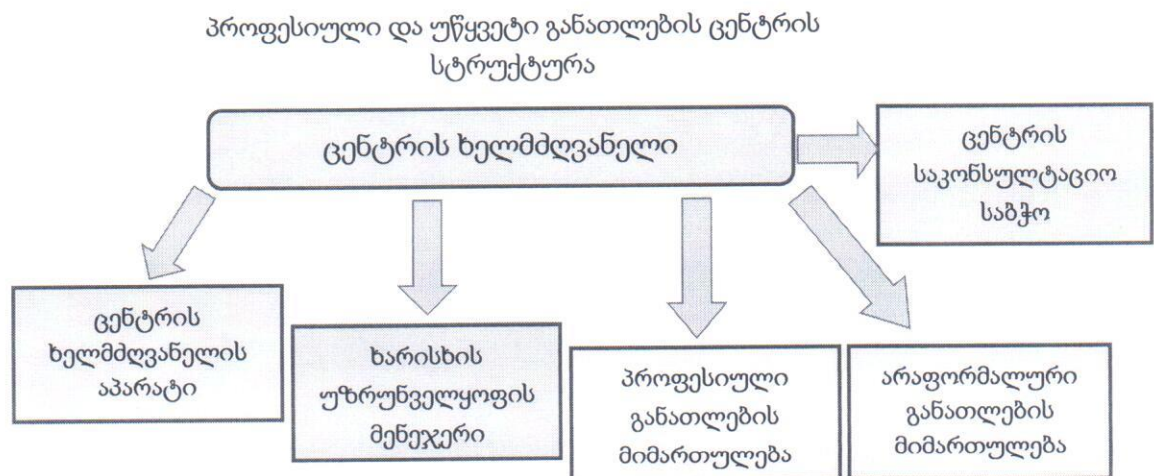 პროფესიული და უწყვეტი განათლების ცენტრის
სტრუქტურა
ცენტრის ხელმძღვანელი
ცენტრის
საკონსულტაციო
საბჭო
ცენტრის
ხელმძღვანელის
აპარატი
ხარისხის
უზრუნველყოფის
მენეჯერი
პროფესიული
განათლების
მიმართულება
არაფორმალური
განათლების
მიმართულება